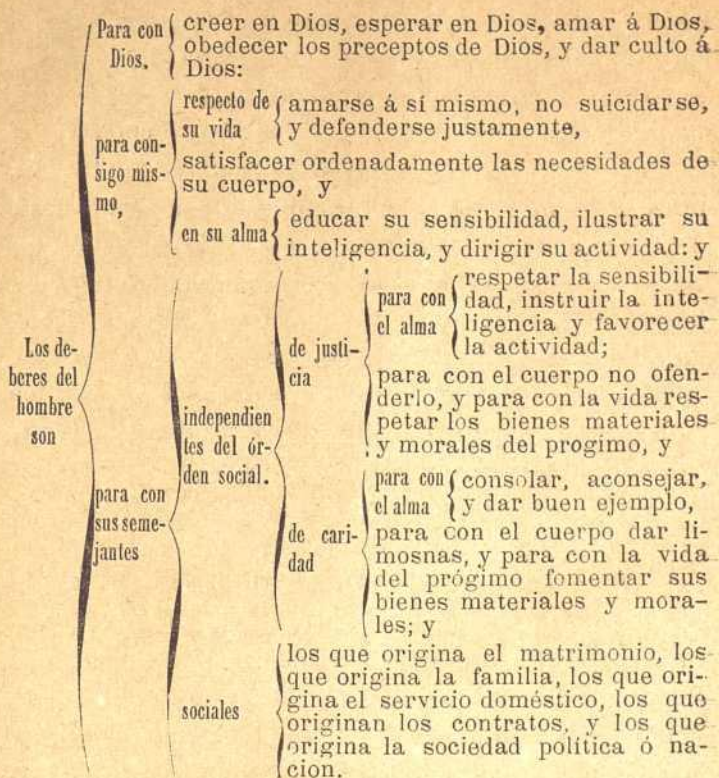 Los de-
beres del
hombre
son
Para con
Dios,
creer en Dios, esperar en Dios, amar á Dios,
obedecer los preceptos de Dios, y dar culto á
Dios:
para con-
sigo mis-
mo,
respecto de
su vida
amarse á sí mismo, no suicidarse,
y defenderse justamente,
satisfacer ordenadamente las necesidades de
su cuerpo, y
en su alma
educar su sensibilidad, ilustrar su
inteligencia, y dirigir su actividad: y
para con
sus seme-
jantes
independien
tes del ór-
den social.
de justi-
cia
para con
el alma
respetar la sensibili-
dad, instruir la inte-
ligencia y favorecer
la actividad;
para con el cuerpo no ofen-
derlo, y para con la vida res-
petar los bienes materiales
y morales del progimo, y
de cari-
dad
para con
el alma
consolar, aconsejar,
y dar buen ejemplo,
para con el cuerpo dar li-
mosnas, y para con la vida
del prógimo fomentar sus
bienes materiales y mora-
les; y
sociales
los que origina el matrimonio, los
que origina la familia, los que ori-
gina el servicio doméstico, los que
originan los contratos, y los que
origina la sociedad política ó na-
cion.